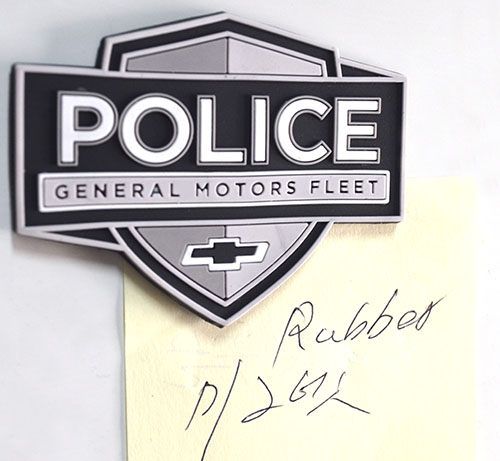 POLICE
GENERAL MOTORS FLEET
Rubber